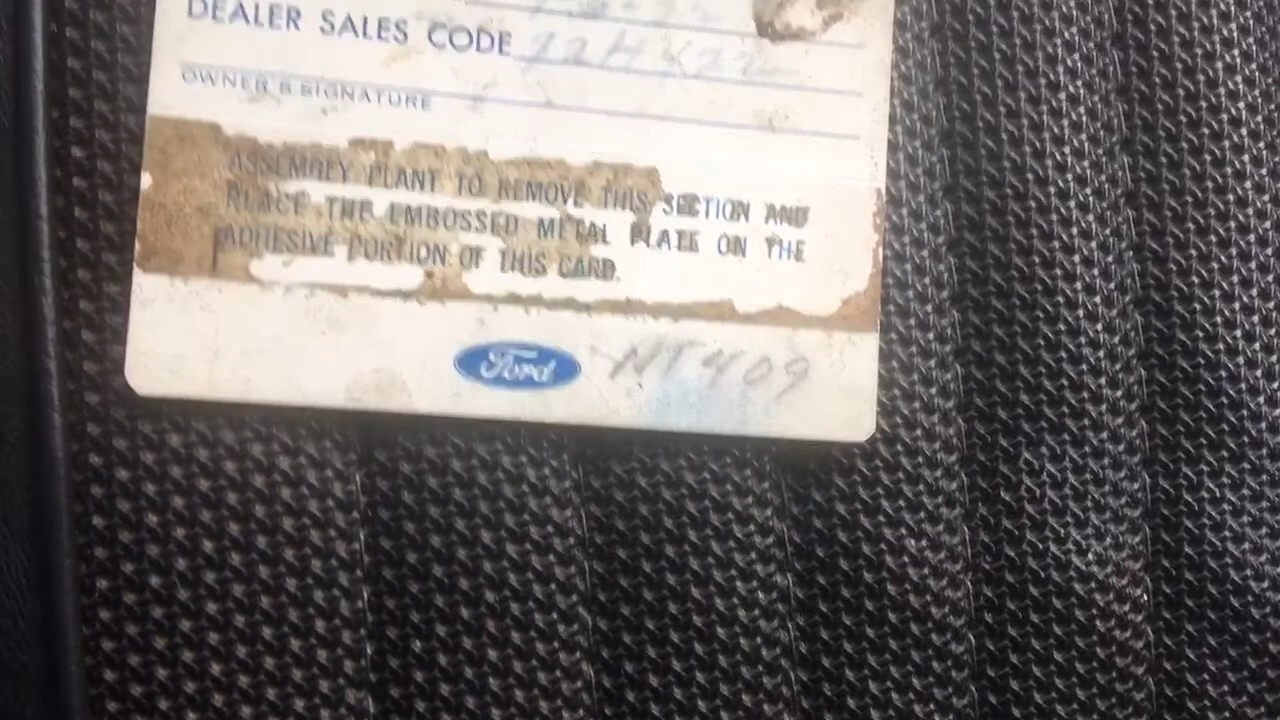 DEALER SALES CODE
OWNER'S SIGNATURE
ASSEMBLY PLANT TO REMOVE THIS SECTION AND
PLACE THE EMBOSSED METAL PLATE ON THE
ADHESIVE PORTION OF THIS CARD.
Ford NT409